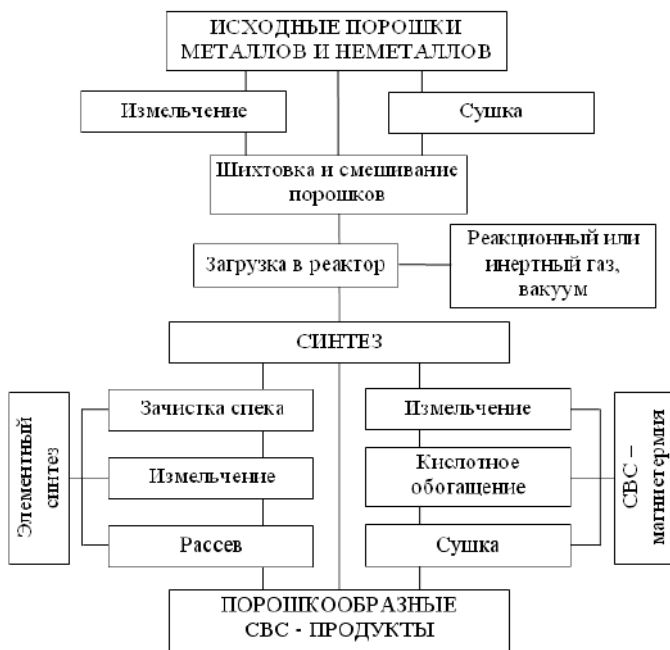 ИСХОДНЫЕ ПОРОШКИ
МЕТАЛЛОВ И НЕМЕТАЛЛОВ
Измельчение
Сушка
Шихтовка и смешивание
порошков
Загрузка в реактор
Реакционный или
инертный газ,
вакуум
СИНТЕЗ
Элементный
синтез
Зачистка спека
Измельчение
Рассев
Измельчение
Кислотное
обогащение
Сушка
СВС –
магниетермия
ПОРОШКООБРАЗНЫЕ
СВС - ПРОДУКТЫ